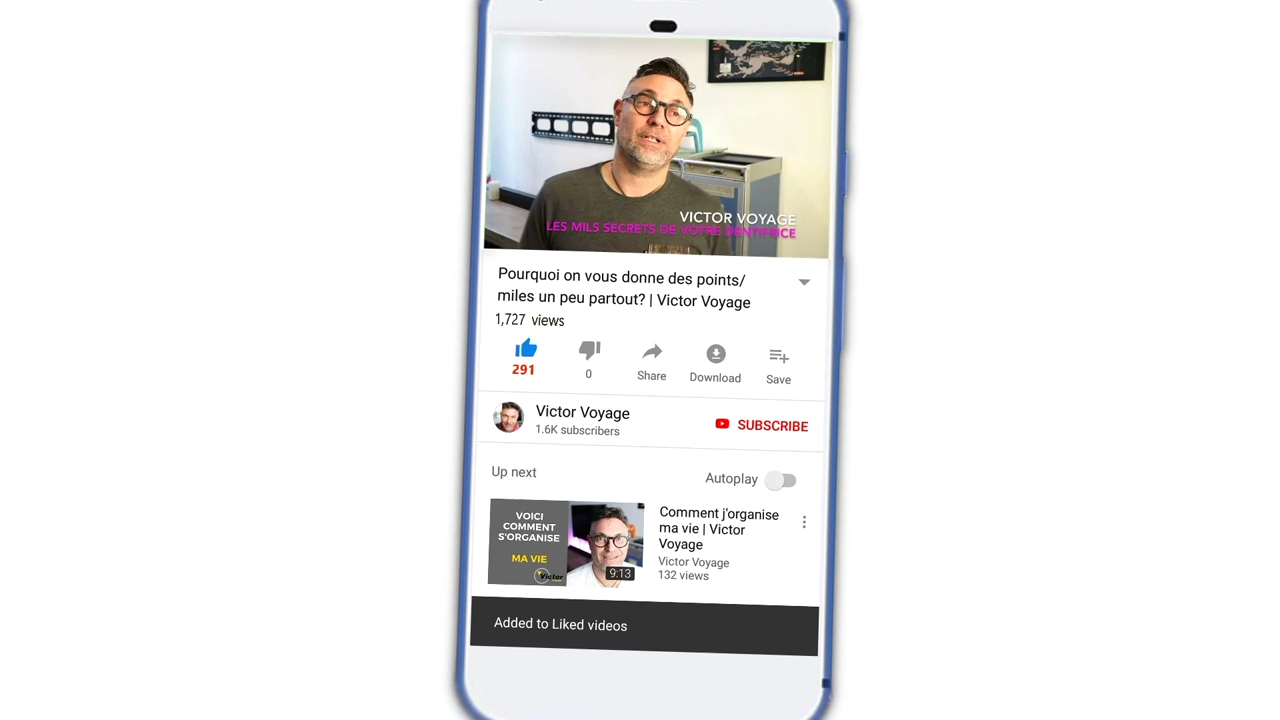 VICTOR VOYAGE
LES MILS SECRETS DE VOTRE DENTIFRICE
Pourquoi on vous donne des points/
miles un peu partout? | Victor Voyage
1,727 views
291
0
Share
Download
Save
Victor Voyage
1.6K subscribers
SUBSCRIBE
Up next
Autoplay
VOICI
COMMENT
S'ORGANISE
MA VIE
Victor
9:13
Comment j'organise
ma vie | Victor
Voyage
Victor Voyage
132 views
Added to Liked videos